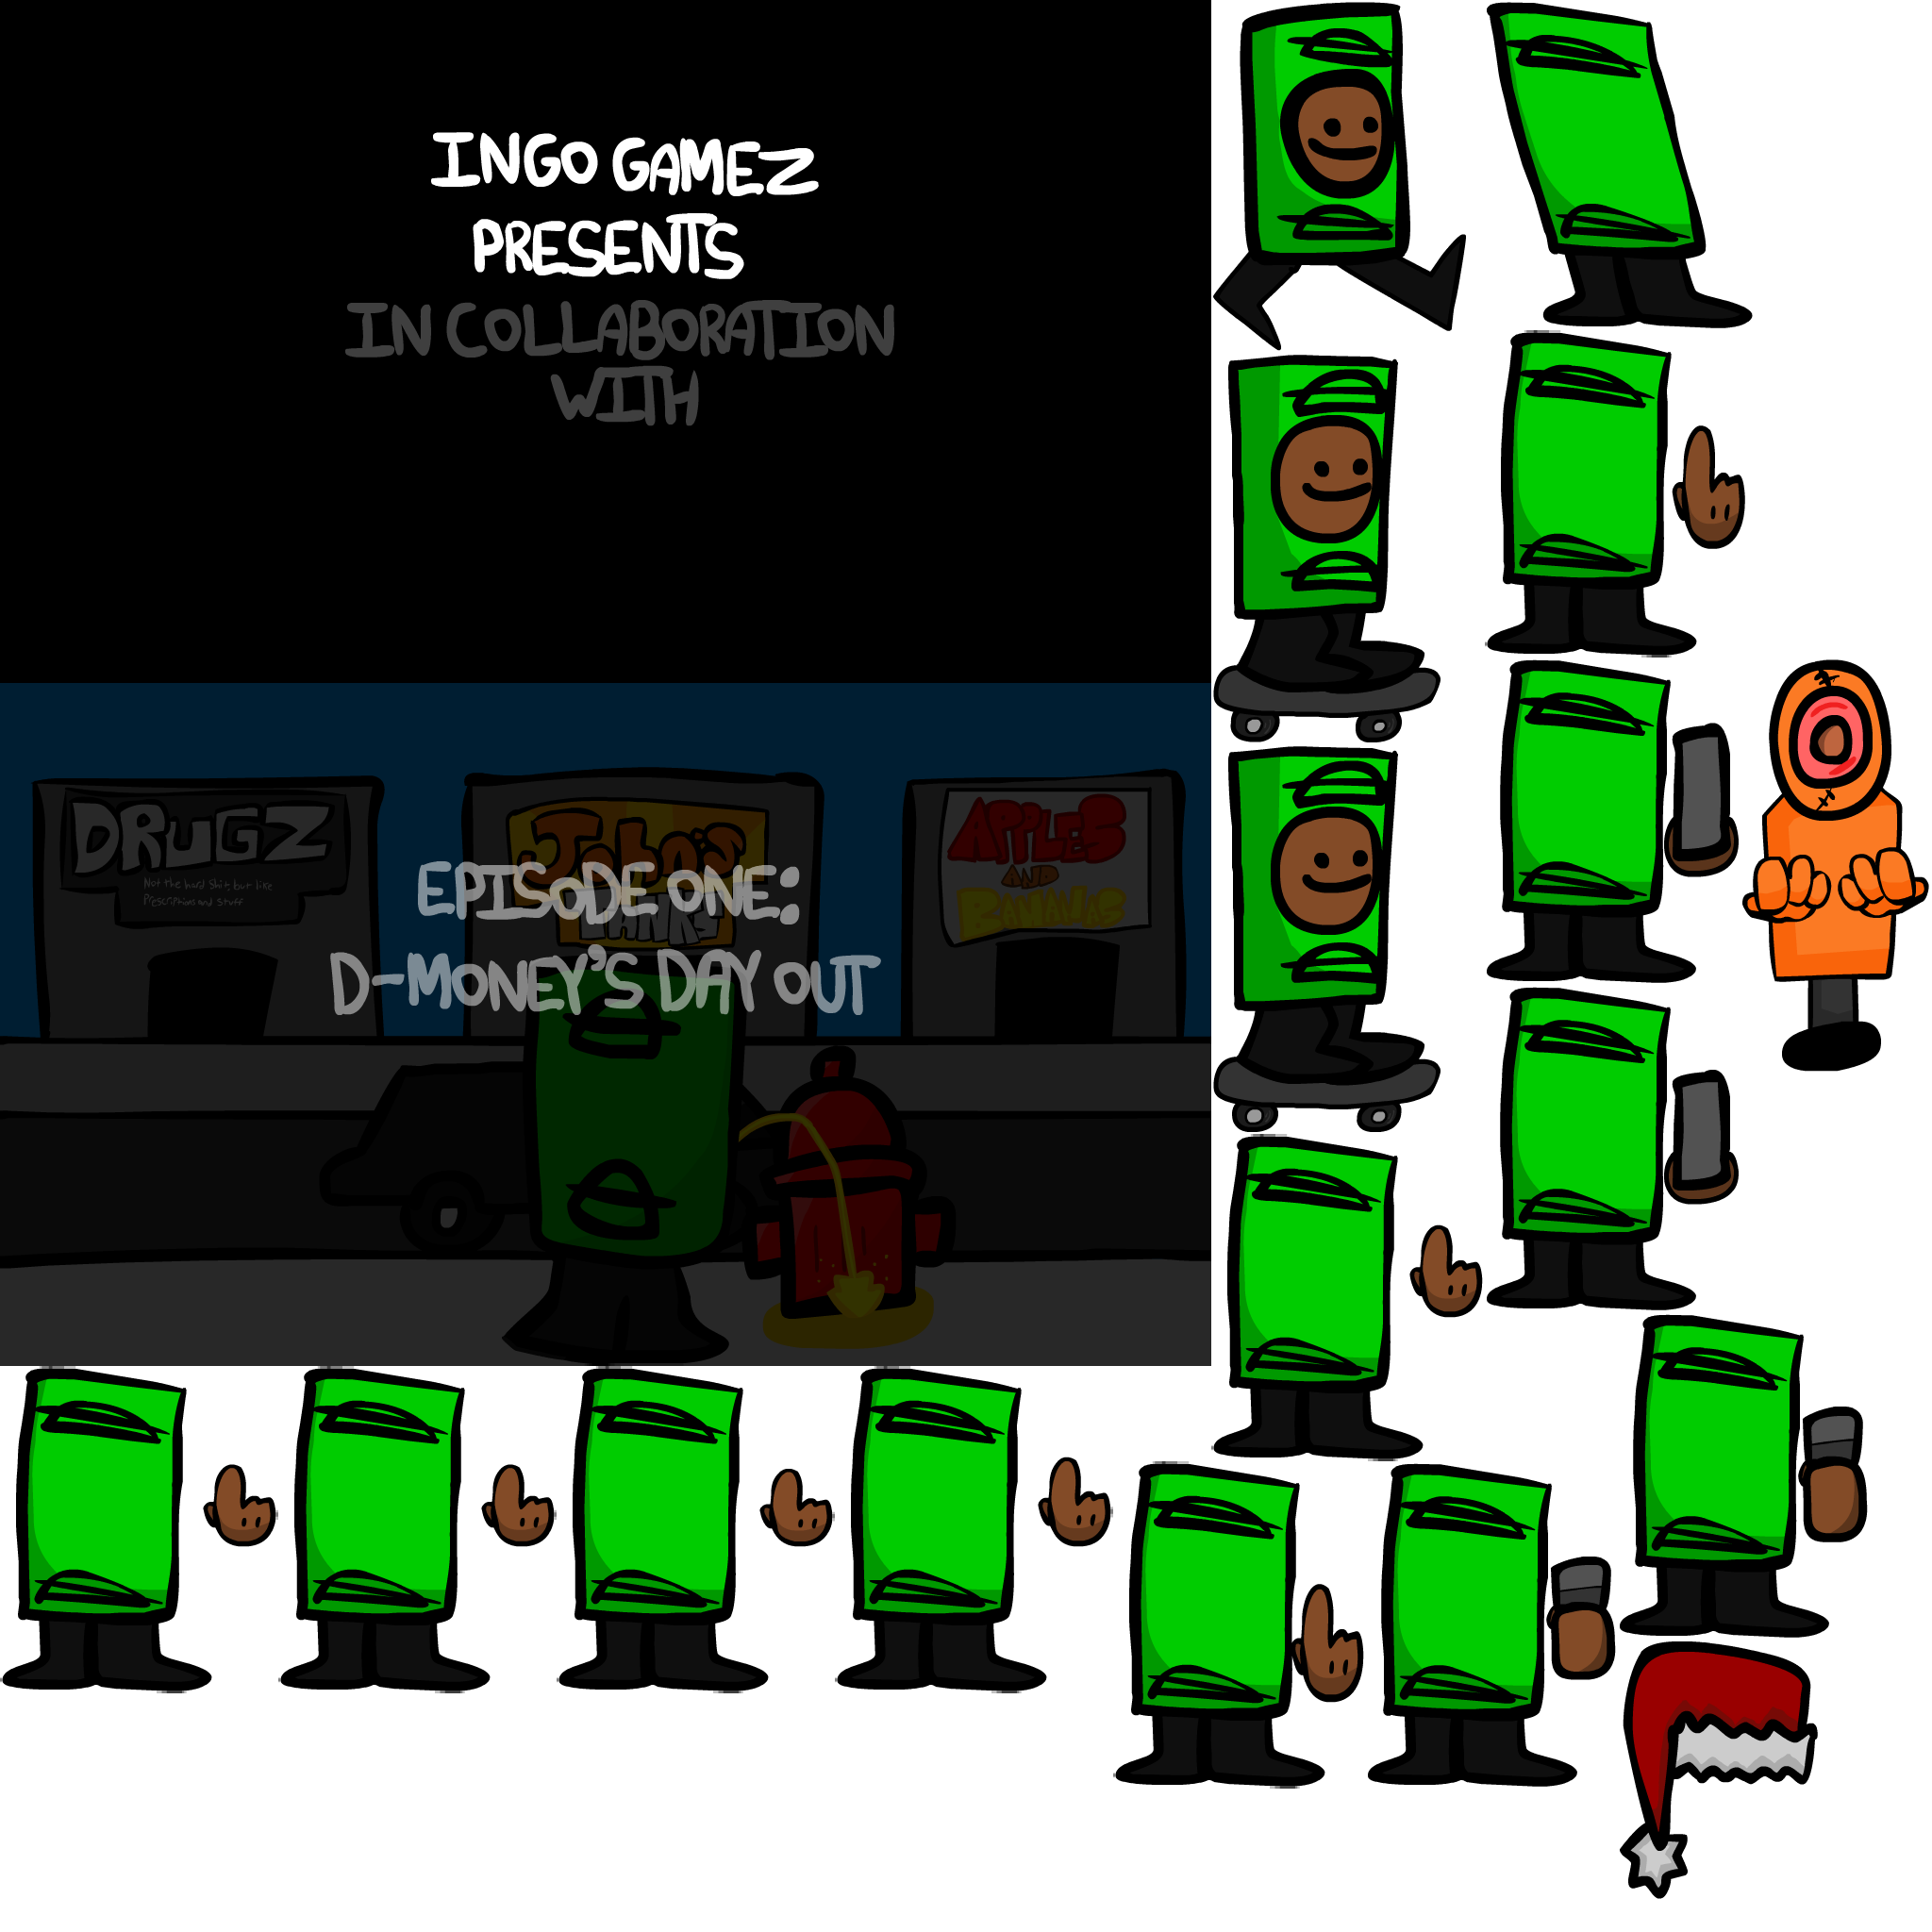 INGO GAMEZ
PRESENTS
IN COLLABORATION
WITH
DRUGZ
Not the hard Shit, but like
Prescriptions and stuff
JoJo's
APPLES
AND
BANANAS
EPISODE ONE:
D-MONEY'S DAY OUT